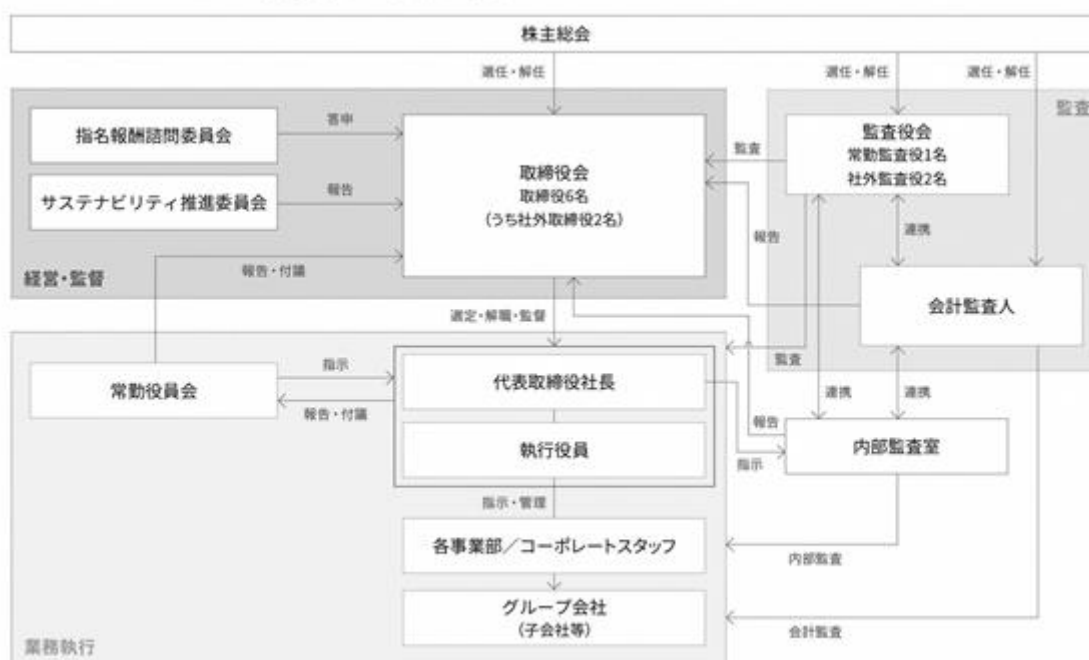 株主総会
選任・解任
選任・解任
選任・解任
監査
指名報酬諮問委員会
答申
取締役会
取締役6名
（うち社外取締役2名）
監査
監査役会
常勤監査役1名
社外監査役2名
サステナビリティ推進委員会
報告
連携
報告
報告・付議
経営・監督
会計監査人
選定・解職・監督
監査
常勤役員会
指示
報告・付議
代表取締役社長
連携
連携
執行役員
報告
指示
内部監査室
指示・管理
各事業部／コーポレートスタッフ
内部監査
グループ会社
（子会社等）
会計監査
業務執行